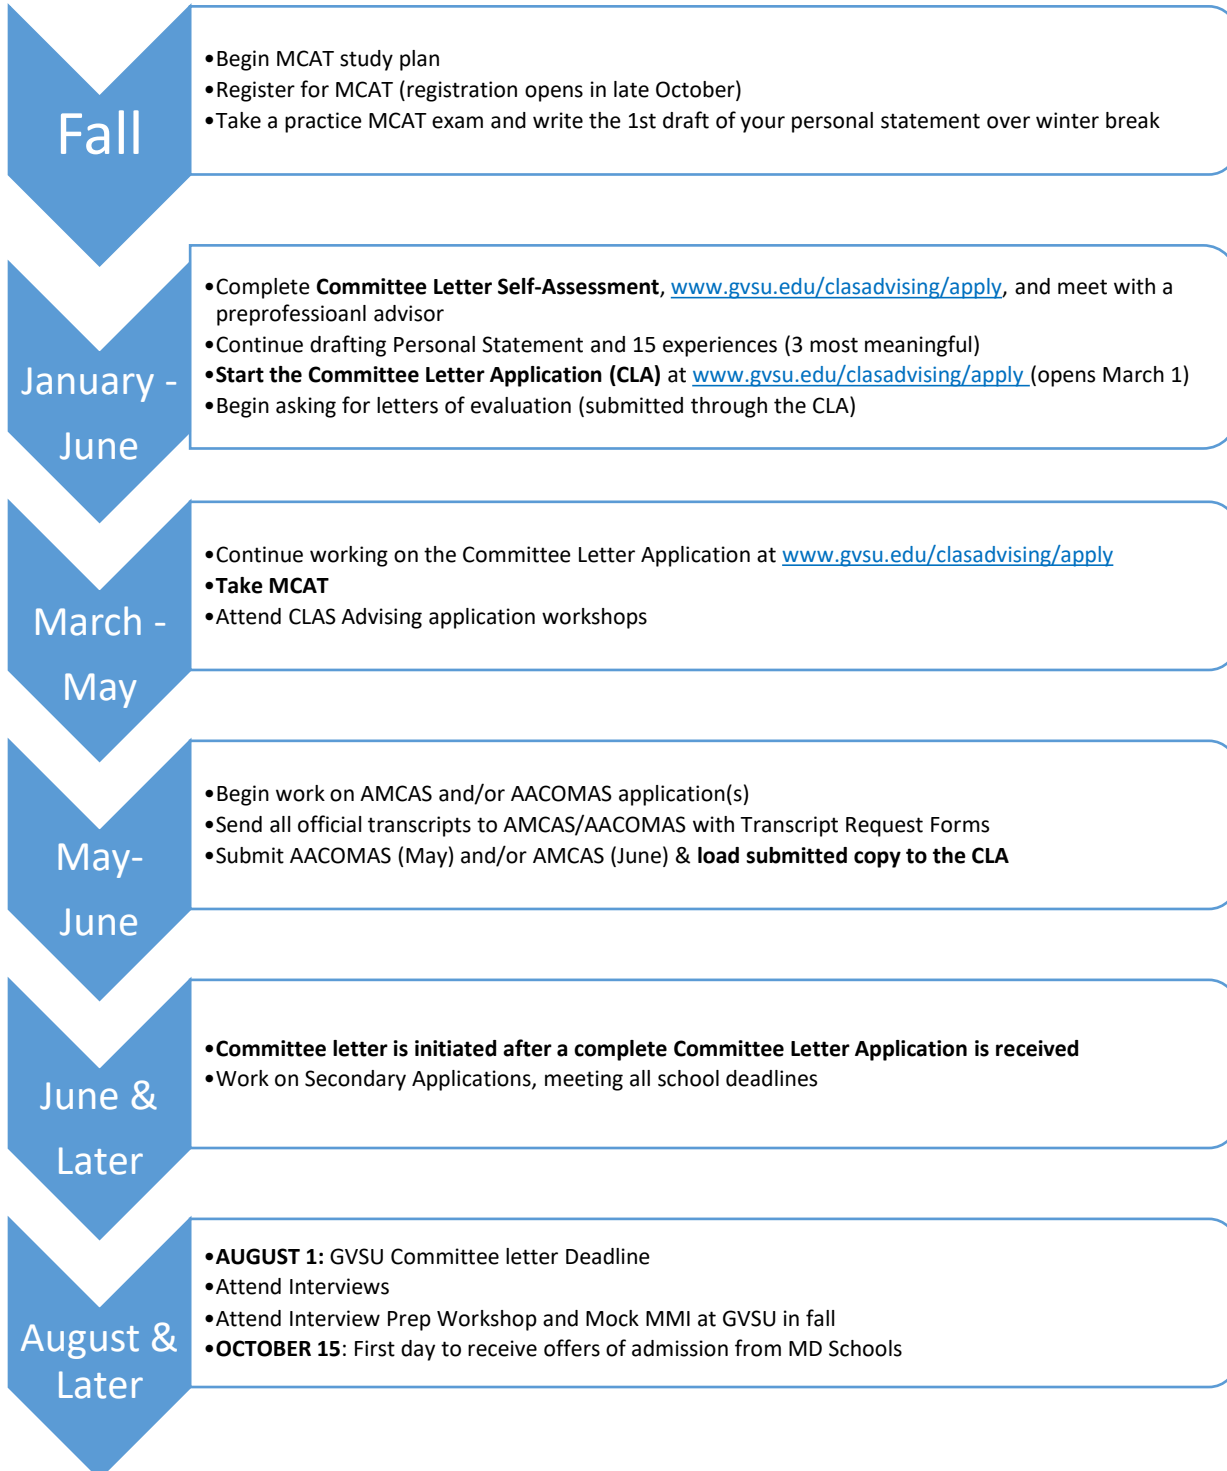 Fall
•Begin MCAT study plan
•Register for MCAT (registration opens in late October)
•Take a practice MCAT exam and write the 1st draft of your personal statement over winter break
January -
June
•Complete Committee Letter Self-Assessment, www.gvsu.edu/clasadvising/apply, and meet with a
preprofessioanl advisor
•Continue drafting Personal Statement and 15 experiences (3 most meaningful)
•Start the Committee Letter Application (CLA) at www.gvsu.edu/clasadvising/apply (opens March 1)
•Begin asking for letters of evaluation (submitted through the CLA)
March -
May
•Continue working on the Committee Letter Application at www.gvsu.edu/clasadvising/apply
•Take MCAT
•Attend CLAS Advising application workshops
May-
June
•Begin work on AMCAS and/or AACOMAS application(s)
•Send all official transcripts to AMCAS/AACOMAS with Transcript Request Forms
•Submit AACOMAS (May) and/or AMCAS (June) & load submitted copy to the CLA
June &
Later
•Committee letter is initiated after a complete Committee Letter Application is received
•Work on Secondary Applications, meeting all school deadlines
August &
Later
•AUGUST 1: GVSU Committee letter Deadline
•Attend Interviews
•Attend Interview Prep Workshop and Mock MMI at GVSU in fall
•OCTOBER 15: First day to receive offers of admission from MD Schools